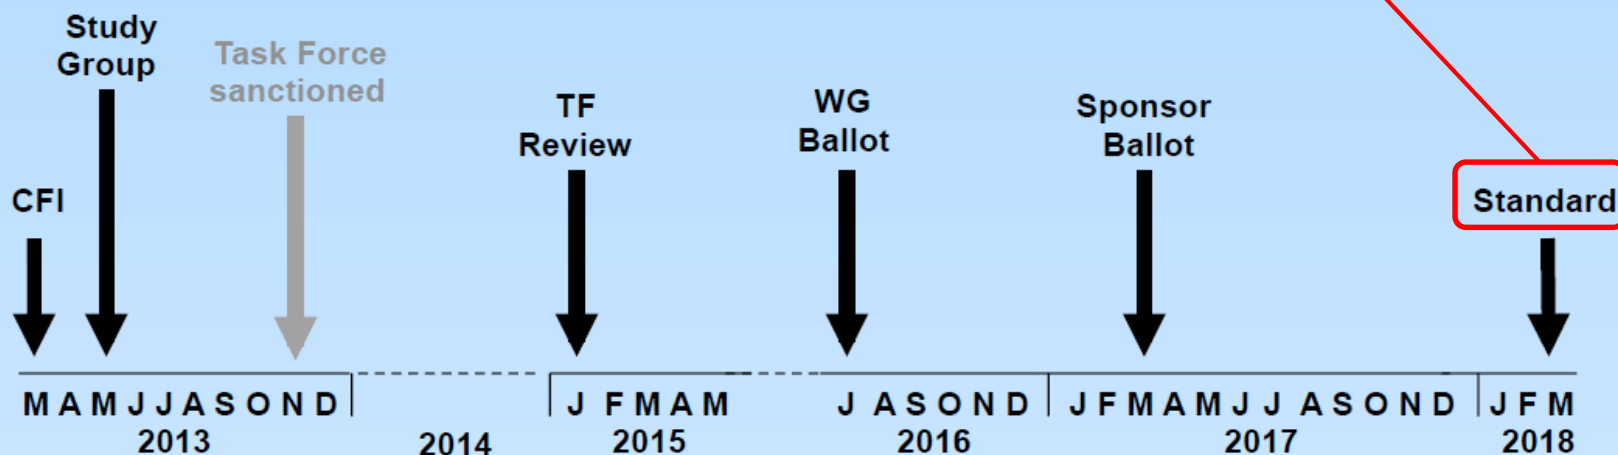 Study
Group
Task Force
sanctioned
TF
Review
WG
Ballot
Sponsor
Ballot
CFI
Standard
M A M J J A S O N D
J F M A M
J A S O N D
J F M A M J J A S O N D
J F M
2013
2014
2015
2016
2017
2018